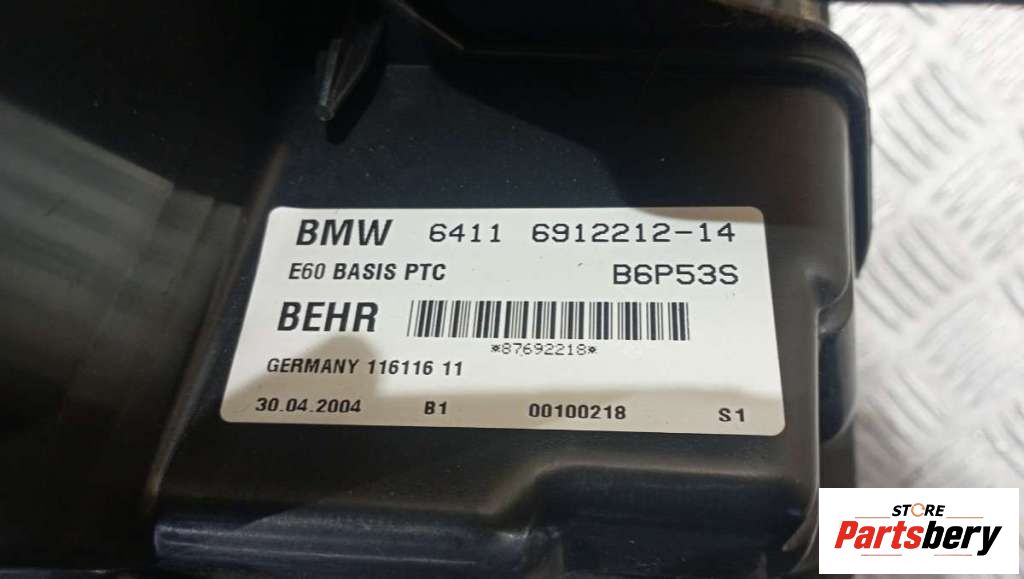 BMW 6411 6912212-14
E60 BASIS PTC B6P53S
BEHR
*87692218*
GERMANY 116116 11
30.04.2004 B1 00100218 S1
STORE
Partsbery